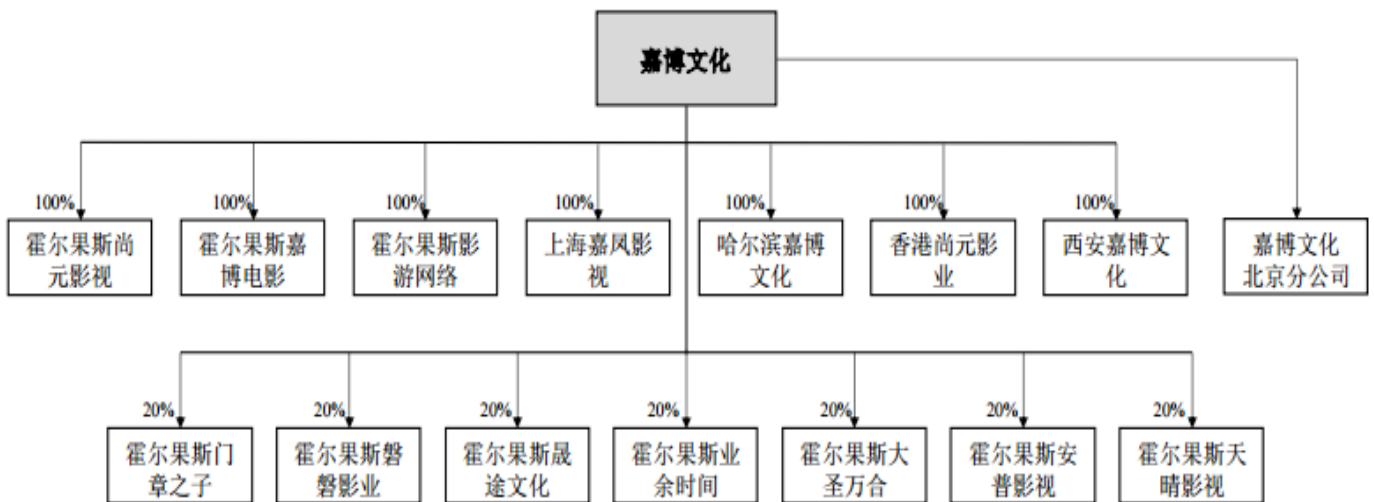 嘉博文化
100% 100% 100% 100% 100% 100% 100%
霍尔果斯尚 霍尔果斯嘉 霍尔果斯影 上海嘉凤影 哈尔滨嘉博 香港尚元影 西安嘉博文 嘉博文化
元影视 博电影 游网络 视 文化 业 化 北京分公司
20% 20% 20% 20% 20% 20% 20%
霍尔果斯门 霍尔果斯磐 霍尔果斯晟 霍尔果斯业 霍尔果斯大 霍尔果斯安 霍尔果斯天
章之子 磐影业 途文化 余时间 圣万合 普影视 晴影视